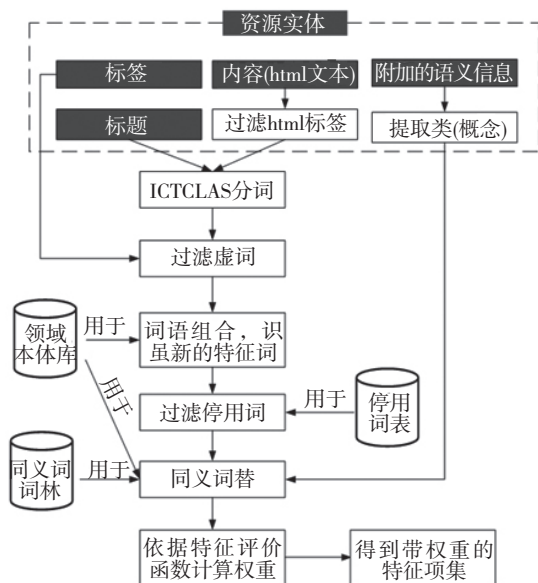 资源实体
标签
内容(html文本)
附加的语义信息
标题
过滤html标签
提取类(概念)
ICTCLAS分词
过滤虚词
领域
本体库
用于
词语组合，识
虽新的特征词
用于
过滤停用词
用于
停用
词表
同义词
词林
用于
同义词替
依据特征评价
函数计算权重
得到带权重的
特征项集